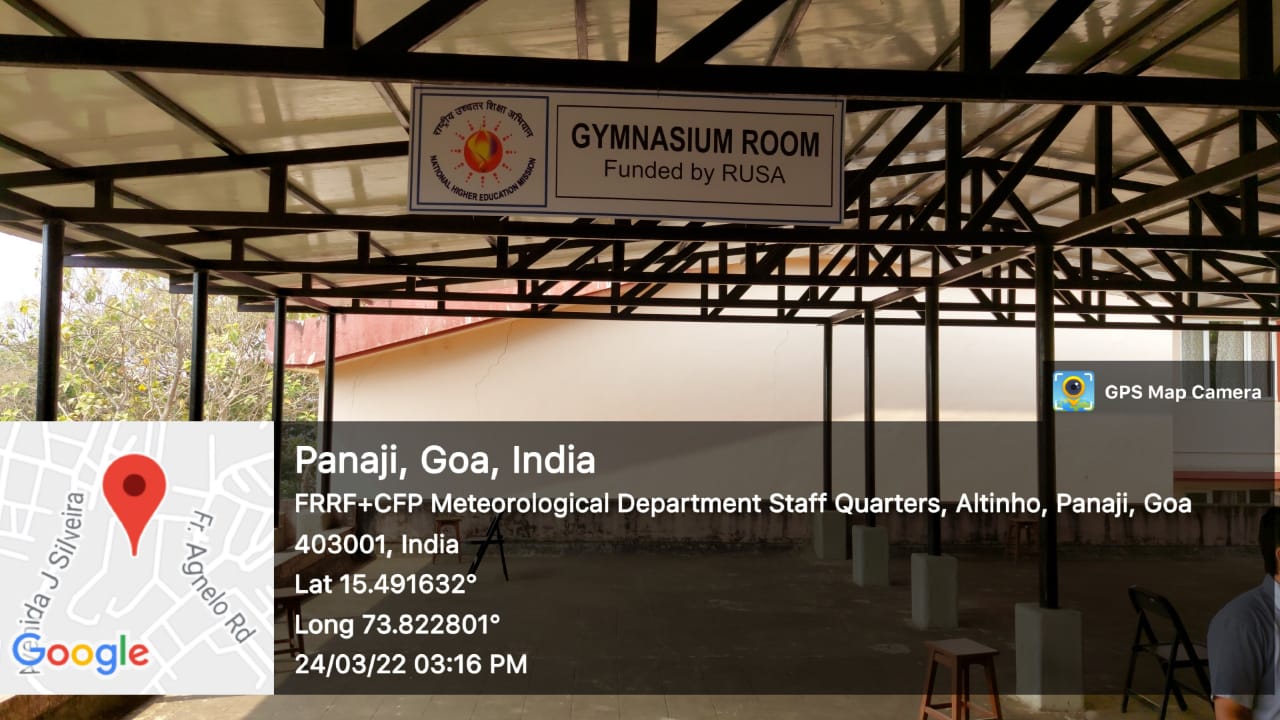 राष्ट्रीय उच्चतर शिक्षा अभियान
NATIONAL HIGHER EDUCATION MISSION
GYMNASIUM ROOM
Funded by RUSA
GPS Map Camera
Panaji, Goa, India
FRRF+CFP Meteorological Department Staff Quarters, Altinho, Panaji, Goa
403001, India
Lat 15.491632°
Long 73.822801°
24/03/22 03:16 PM
J Silveira
Fr. Agnelo Rd
Google